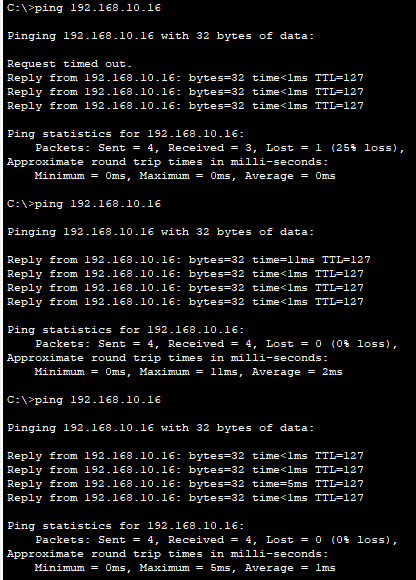 C:\>ping 192.168.10.16
Pinging 192.168.10.16 with 32 bytes of data:
Request timed out.
Reply from 192.168.10.16: bytes=32 time<1ms TTL=127
Reply from 192.168.10.16: bytes=32 time<1ms TTL=127
Reply from 192.168.10.16: bytes=32 time<1ms TTL=127
Ping statistics for 192.168.10.16:
Packets: Sent = 4, Received = 3, Lost = 1 (25% loss),
Approximate round trip times in milli-seconds:
Minimum = 0ms, Maximum = 0ms, Average = 0ms
C:\>ping 192.168.10.16
Pinging 192.168.10.16 with 32 bytes of data:
Reply from 192.168.10.16: bytes=32 time=11ms TTL=127
Reply from 192.168.10.16: bytes=32 time<1ms TTL=127
Reply from 192.168.10.16: bytes=32 time<1ms TTL=127
Reply from 192.168.10.16: bytes=32 time<1ms TTL=127
Ping statistics for 192.168.10.16:
Packets: Sent = 4, Received = 4, Lost = 0 (0% loss),
Approximate round trip times in milli-seconds:
Minimum = 0ms, Maximum = 11ms, Average = 2ms
C:\>ping 192.168.10.16
Pinging 192.168.10.16 with 32 bytes of data:
Reply from 192.168.10.16: bytes=32 time<1ms TTL=127
Reply from 192.168.10.16: bytes=32 time<1ms TTL=127
Reply from 192.168.10.16: bytes=32 time=5ms TTL=127
Reply from 192.168.10.16: bytes=32 time<1ms TTL=127
Ping statistics for 192.168.10.16:
Packets: Sent = 4, Received = 4, Lost = 0 (0% loss),
Approximate round trip times in milli-seconds:
Minimum = 0ms, Maximum = 5ms, Average = 1ms